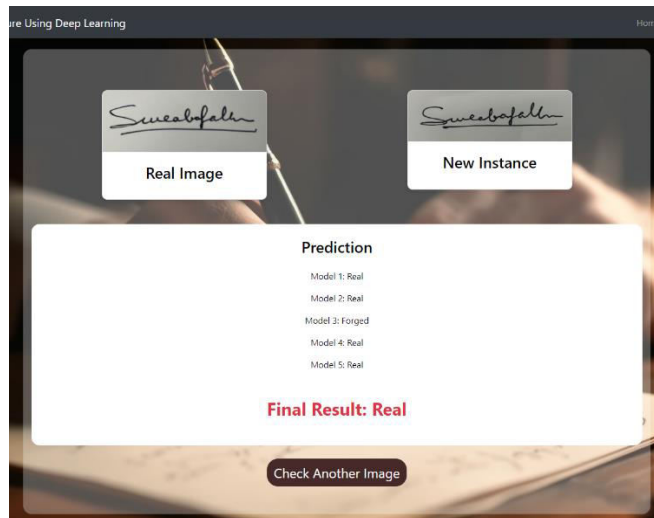 ure Using Deep Learning
Hom
Real Image
New Instance
Prediction
Model 1: Real
Model 2: Real
Model 3: Forged
Model 4: Real
Model 5: Real
Final Result: Real
Check Another Image